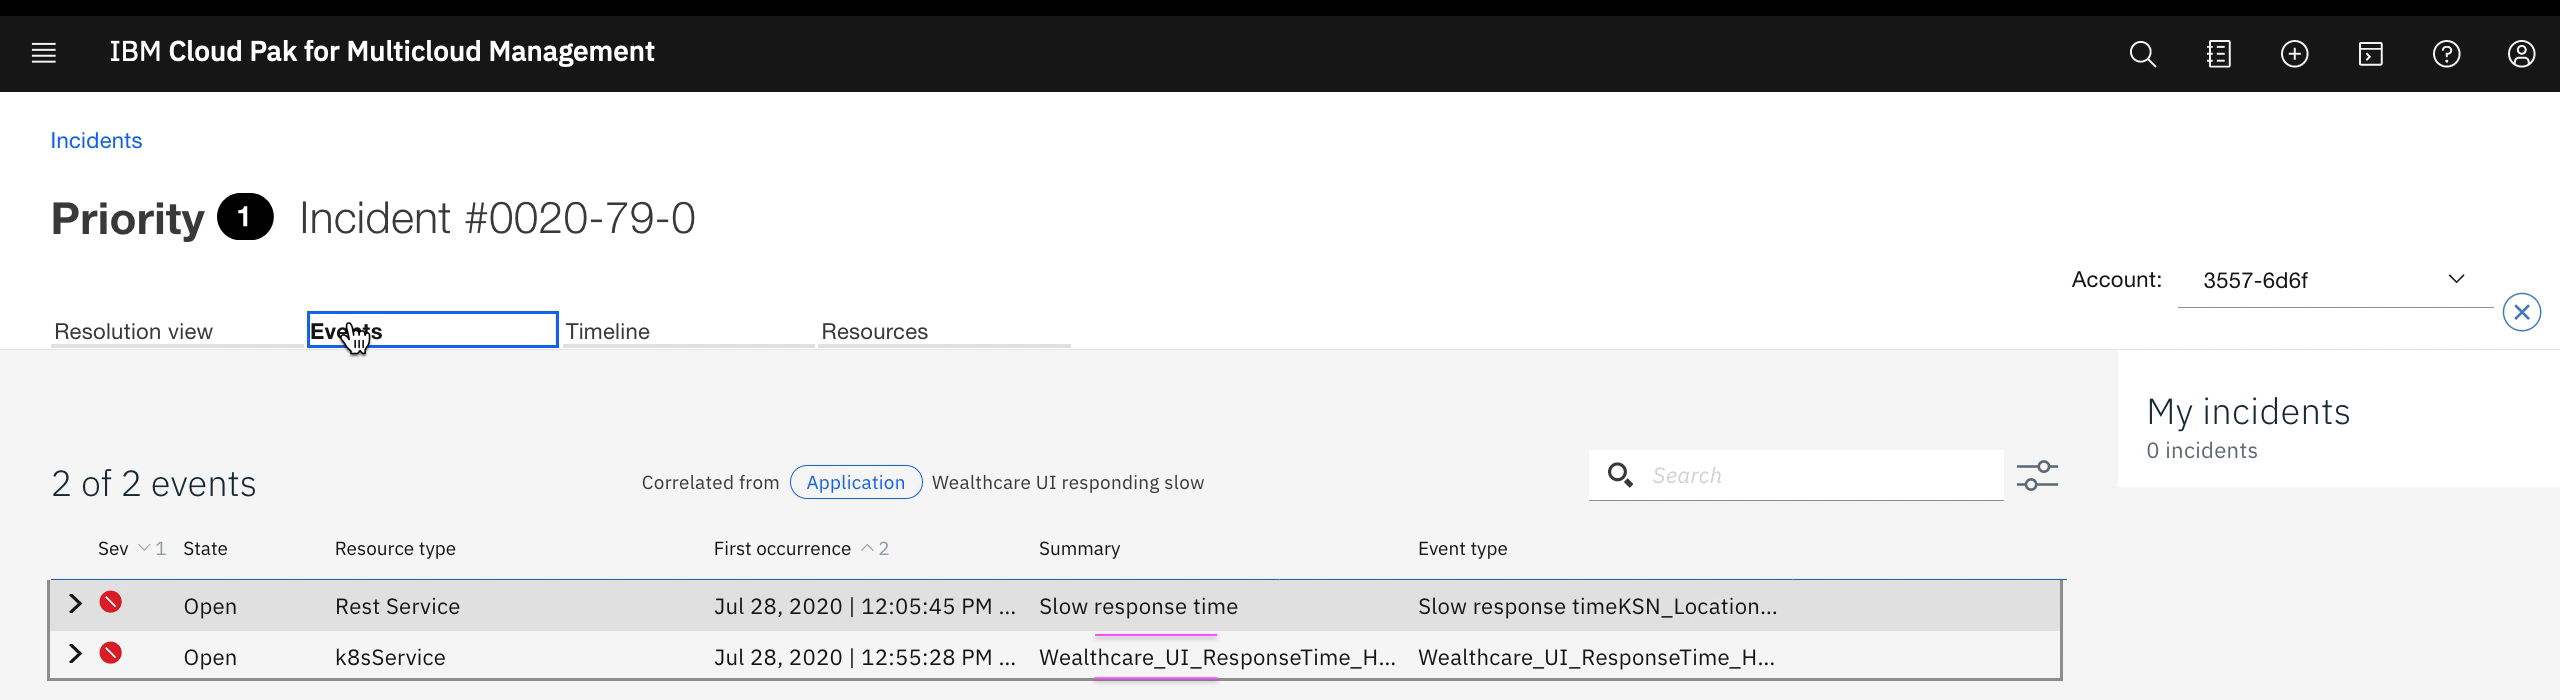 IBM Cloud Pak for Multicloud Management
Incidents
Priority 1 Incident #0020-79-0
Account: 3557-6d6f
Resolution view Events Timeline Resources
My incidents
0 incidents
2 of 2 events Correlated from Application Wealthcare UI responding slow Search
Sev 1 State Resource type First occurrence 2 Summary Event type
Open Rest Service Jul 28, 2020 | 12:05:45 PM ... Slow response time Slow response timeKSN_Location...
Open k8sService Jul 28, 2020 | 12:55:28 PM ... Wealthcare_UI_ResponseTime_H... Wealthcare_UI_ResponseTime_H...